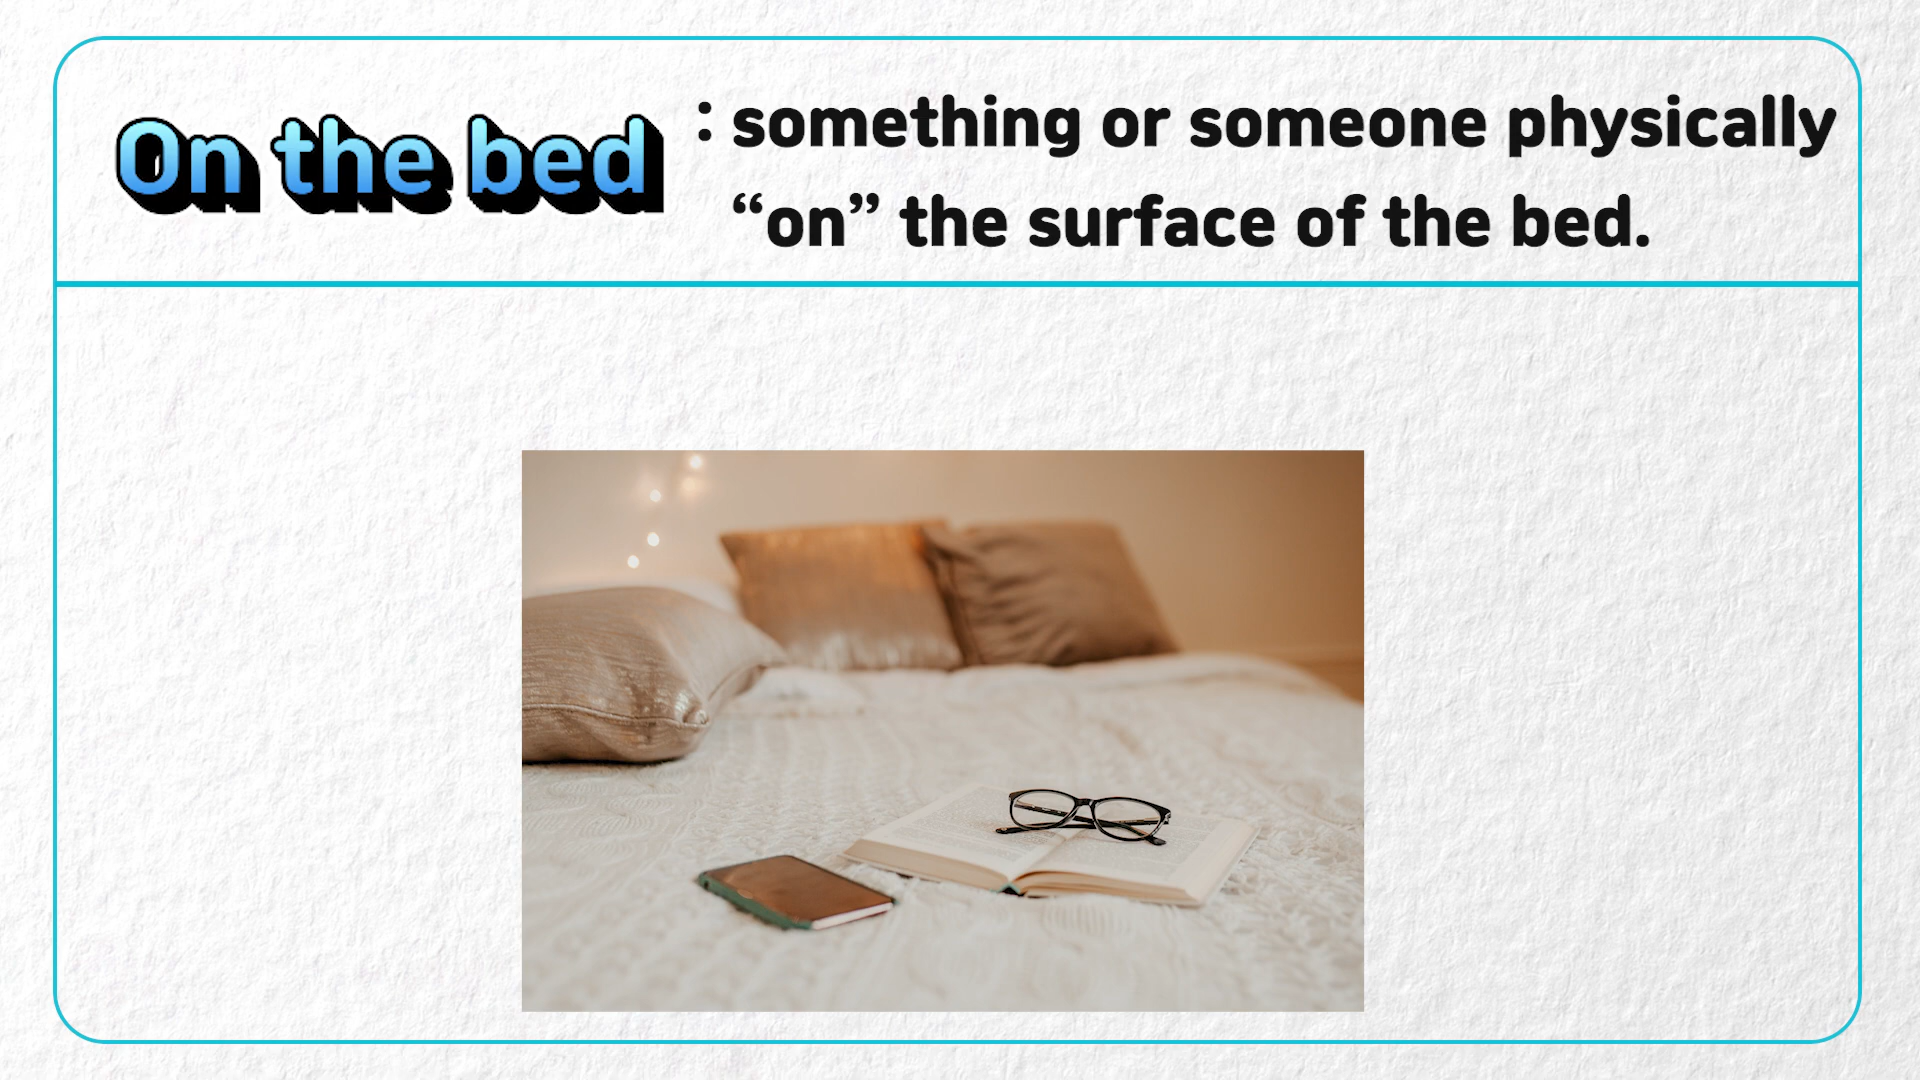 On the bed : something or someone physically
“on” the surface of the bed.